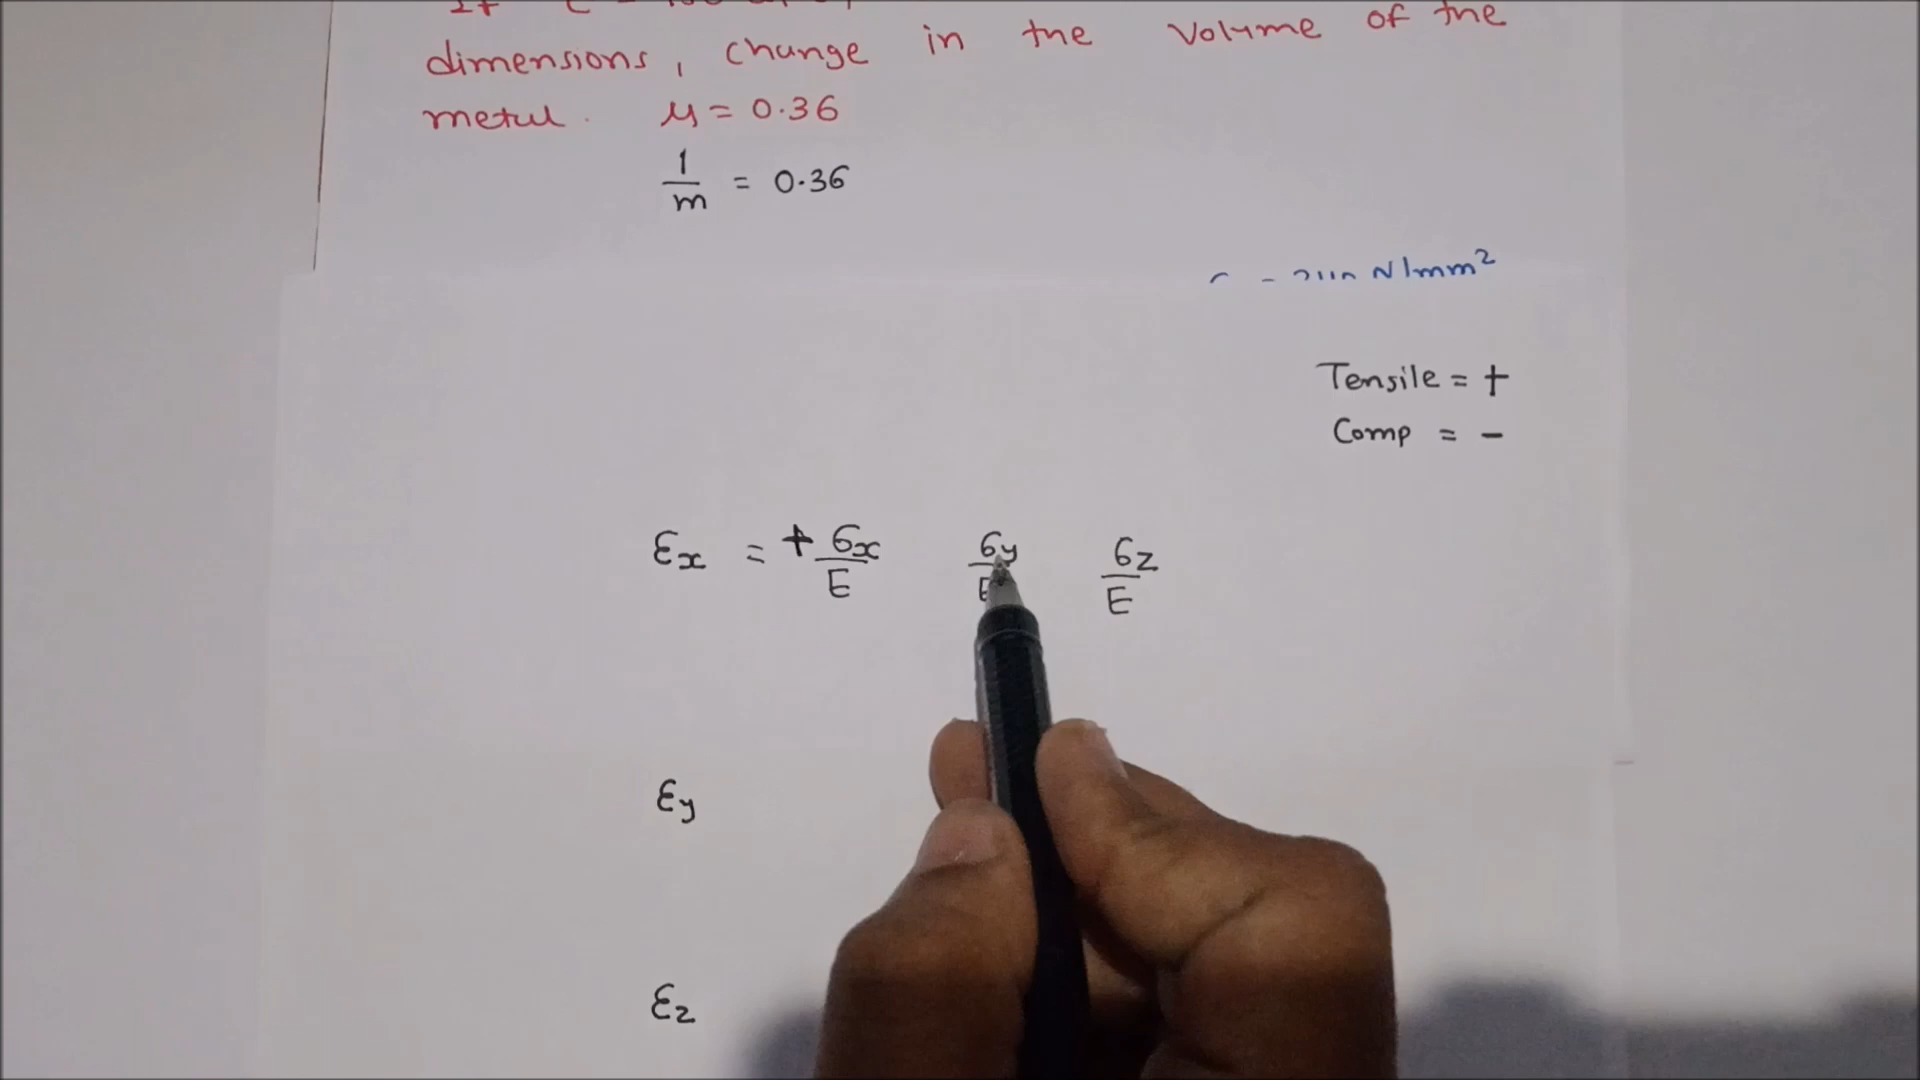 dimensions, change in the volume of the
metal. μ = 0.36
1/m = 0.36
N/mm²
Tensile = +
Comp = -
εx = + σx/E σy/E σz/E
εy
εz